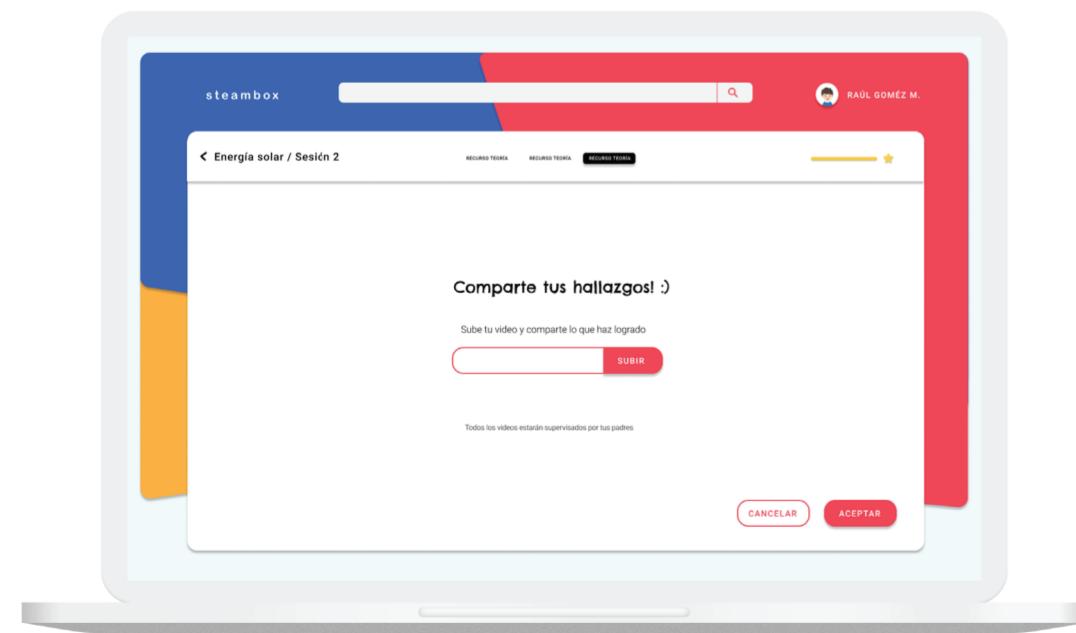 steambox
RAÚL GOMÉZ M.
Energía solar / Sesión 2
RECURSO TEORÍA
RECURSO TEORÍA
RECURSO TEORÍA
Comparte tus hallazgos! :)
Sube tu video y comparte lo que haz logrado
SUBIR
Todos los videos estarán supervisados por tus padres
CANCELAR
ACEPTAR